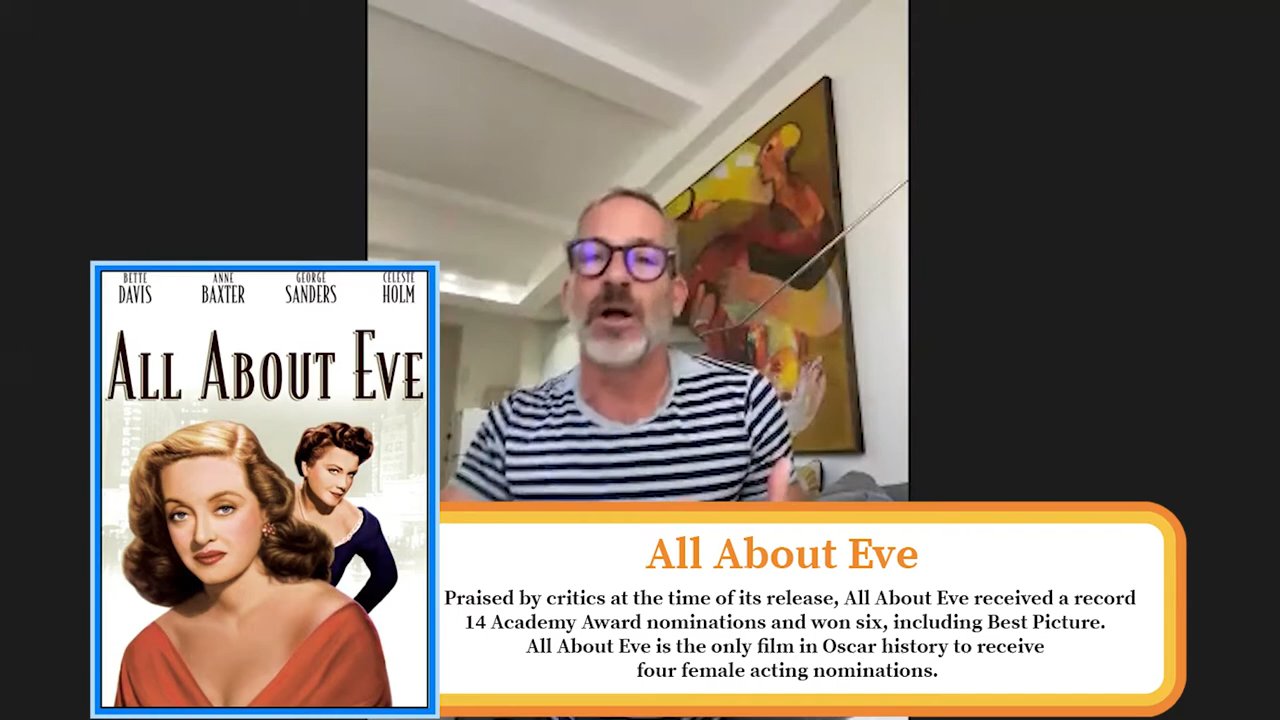 BETTE DAVIS
ANNE BAXTER
GEORGE SANDERS
CELESTE HOLM
ALL ABOUT EVE
All About Eve
Praised by critics at the time of its release, All About Eve received a record
14 Academy Award nominations and won six, including Best Picture.
All About Eve is the only film in Oscar history to receive
four female acting nominations.